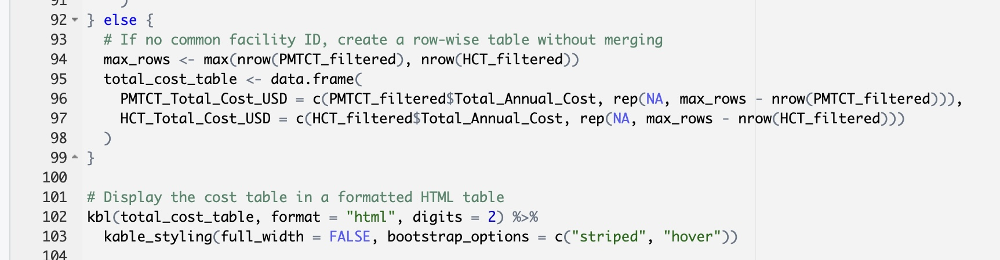 91 )
92 } else {
93 # If no common facility ID, create a row-wise table without merging
94 max_rows <- max(nrow(PMTCT_filtered), nrow(HCT_filtered))
95 total_cost_table <- data.frame(
96 PMTCT_Total_Cost_USD = c(PMTCT_filtered$Total_Annual_Cost, rep(NA, max_rows - nrow(PMTCT_filtered))),
97 HCT_Total_Cost_USD = c(HCT_filtered$Total_Annual_Cost, rep(NA, max_rows - nrow(HCT_filtered)))
98 )
99 }
100
101 # Display the cost table in a formatted HTML table
102 kbl(total_cost_table, format = "html", digits = 2) %>%
103 kable_styling(full_width = FALSE, bootstrap_options = c("striped", "hover"))
104